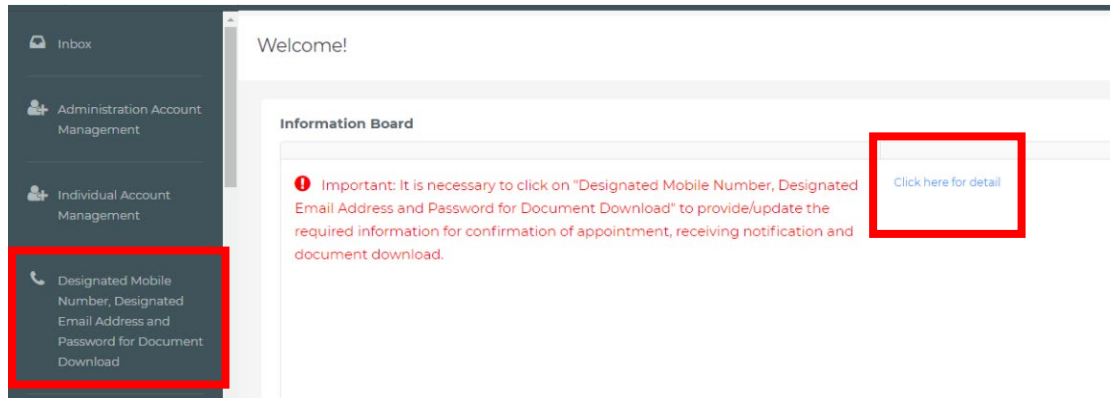 Inbox
Administration Account
Management
Individual Account
Management
Designated Mobile
Number, Designated
Email Address and
Password for Document
Download
Welcome!
Information Board
Important: It is necessary to click on "Designated Mobile Number, Designated
Email Address and Password for Document Download" to provide/update the
required information for confirmation of appointment, receiving notification and
document download.
Click here for detail